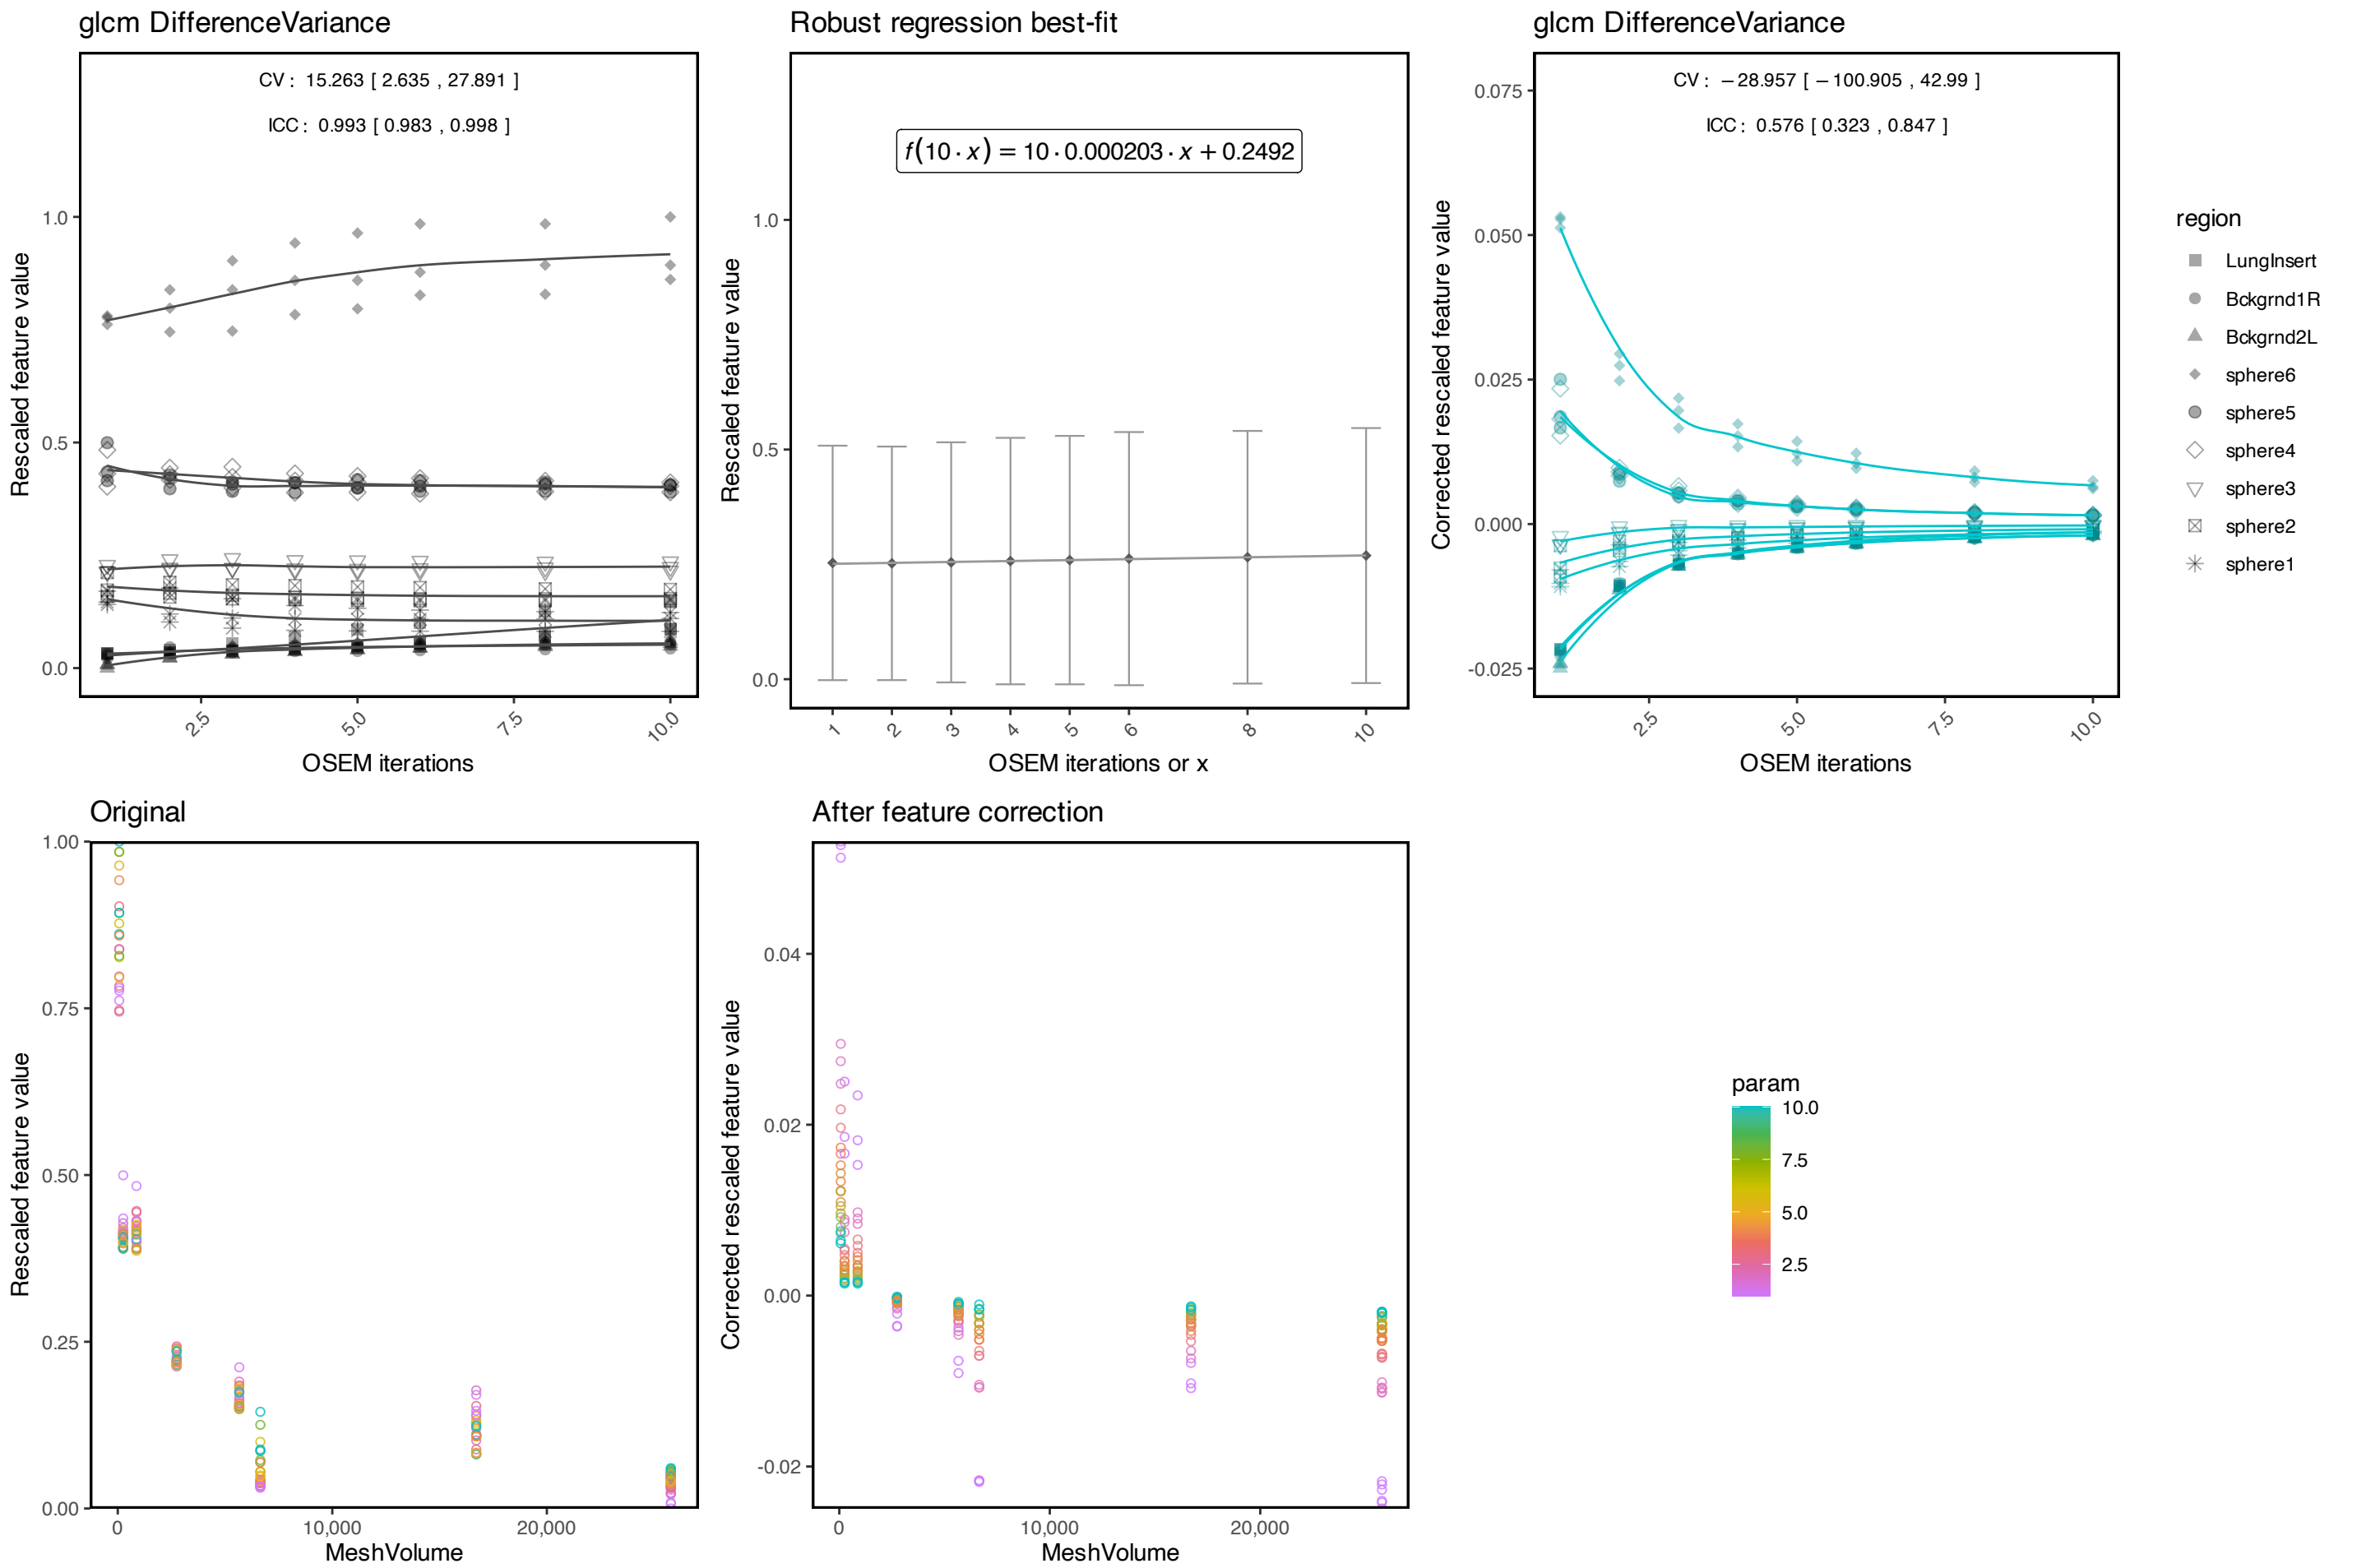 glcm DifferenceVariance
CV : 15.263 [ 2.635 , 27.891 ]
ICC : 0.993 [ 0.983 , 0.998 ]
Rescaled feature value
1.0
0.5
0.0
2.5
5.0
7.5
10.0
OSEM iterations
Robust regression best-fit
f(10 · x) = 10 · 0.000203 · x + 0.2492
Rescaled feature value
1.0
0.5
0.0
1
2
3
4
5
6
8
10
OSEM iterations or x
glcm DifferenceVariance
CV : −28.957 [ −100.905 , 42.99 ]
ICC : 0.576 [ 0.323 , 0.847 ]
Corrected rescaled feature value
0.075
0.050
0.025
0.000
-0.025
2.5
5.0
7.5
10.0
OSEM iterations
region
LungInsert
Bckgrnd1R
Bckgrnd2L
sphere6
sphere5
sphere4
sphere3
sphere2
sphere1
Original
Rescaled feature value
1.00
0.75
0.50
0.25
0.00
0
10,000
20,000
MeshVolume
After feature correction
Corrected rescaled feature value
0.04
0.02
0.00
-0.02
0
10,000
20,000
MeshVolume
param
10.0
7.5
5.0
2.5